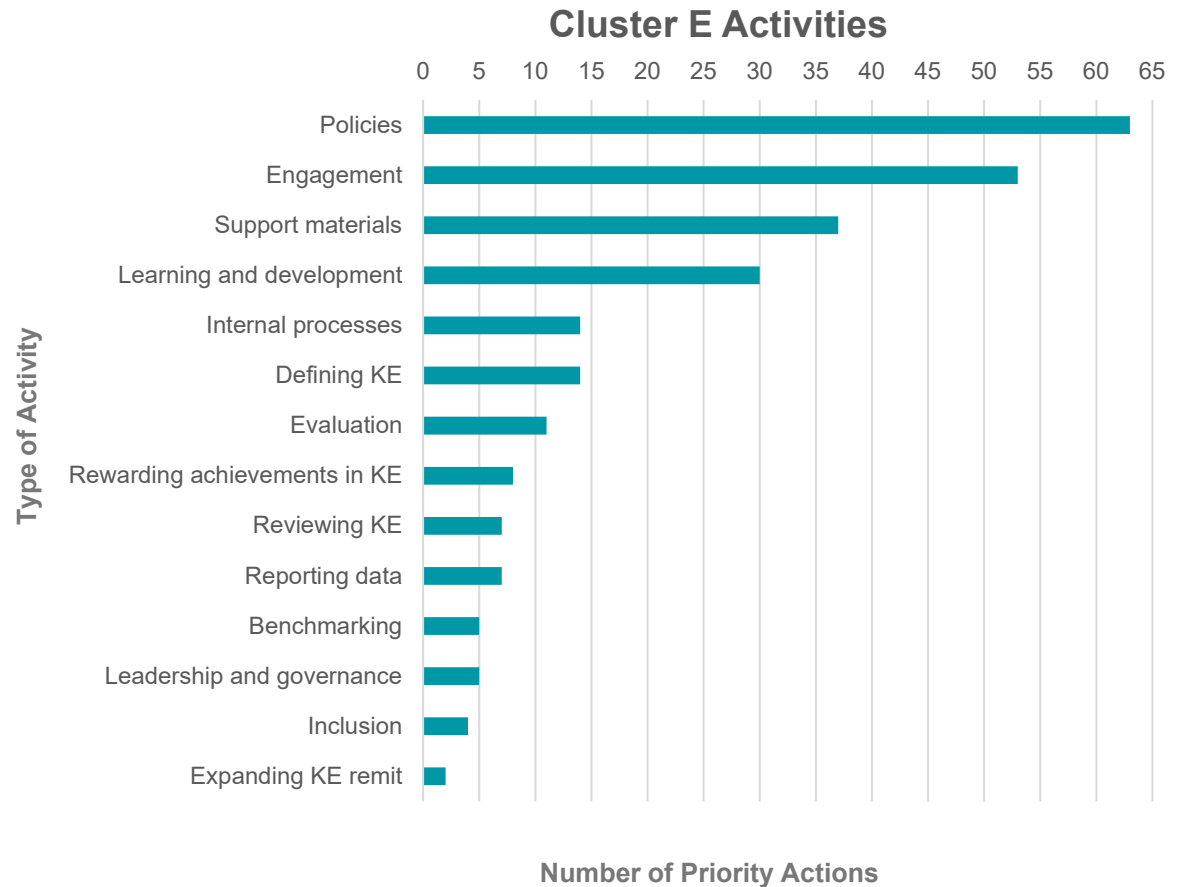 Cluster E Activities
0 5 10 15 20 25 30 35 40 45 50 55 60 65
Policies
Engagement
Support materials
Learning and development
Internal processes
Defining KE
Evaluation
Rewarding achievements in KE
Reviewing KE
Reporting data
Benchmarking
Leadership and governance
Inclusion
Expanding KE remit
Type of Activity
Number of Priority Actions